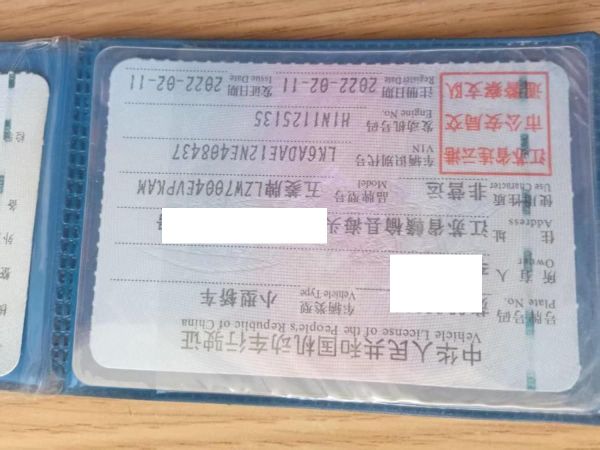 中华人民共和国机动车行驶证
Vehicle License of the People's Republic of China
号牌号码 车辆类型 小型轿车
Plate No. Vehicle Type
所有人
Owner
住址 江苏省赣榆县海头
Address
使用性质 非营运 品牌型号 五菱牌LZW7004EVPKAM
Use Character Model
江苏省连云港
市公安局交
通警察支队
车辆识别代号 LK6ADAE12NE408437
VIN
发动机号码 H1N1125135
Engine No.
注册日期 2022-02-11 发证日期 2022-02-11
Register Date Issue Date